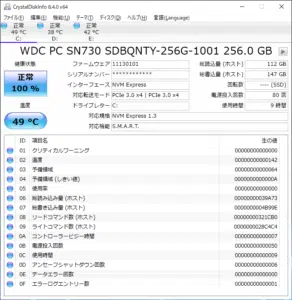 CrystalDiskInfo 8.4.0 x64
ファイル(F) 編集(E) 機能(U) テーマ(T) ディスク(D) ヘルプ(H) 言語(Language)
正常 正常 正常
49 °C 38 °C 42 °C
C: D: E:
WDC PC SN730 SDBQNTY-256G-1001 256.0 GB
健康状態
正常
100 %
温度
49 °C
ファームウェア 11130101
シリアルナンバー ************
インターフェース NVM Express
対応転送モード PCIe 3.0 x4 | PCIe 3.0 x4
ドライブレター C:
対応規格 NVM Express 1.3
対応機能 S.M.A.R.T.
総読込量 (ホスト) 112 GB
総書込量 (ホスト) 147 GB
回転数 ---- (SSD)
電源投入回数 80 回
使用時間 9 時間
ID 項目名 生の値
01 クリティカルワーニング 000000000000
02 温度 000000000142
03 予備領域 000000000064
04 予備領域 (しきい値) 00000000000A
05 使用率 000000000000
06 総読み込み量 (ホスト)
07 総書き込み量 (ホスト)
08 リードコマンド数 (ホスト)
09 ライトコマンド数 (ホスト)
0A コントローラービジー時間 000000000007
0B 電源投入回数 000000000050
0C 使用時間 000000000009
0D アンセーフシャットダウン回数
0E データエラー回数 000000000000
0F エラーログエントリー数 000000000001